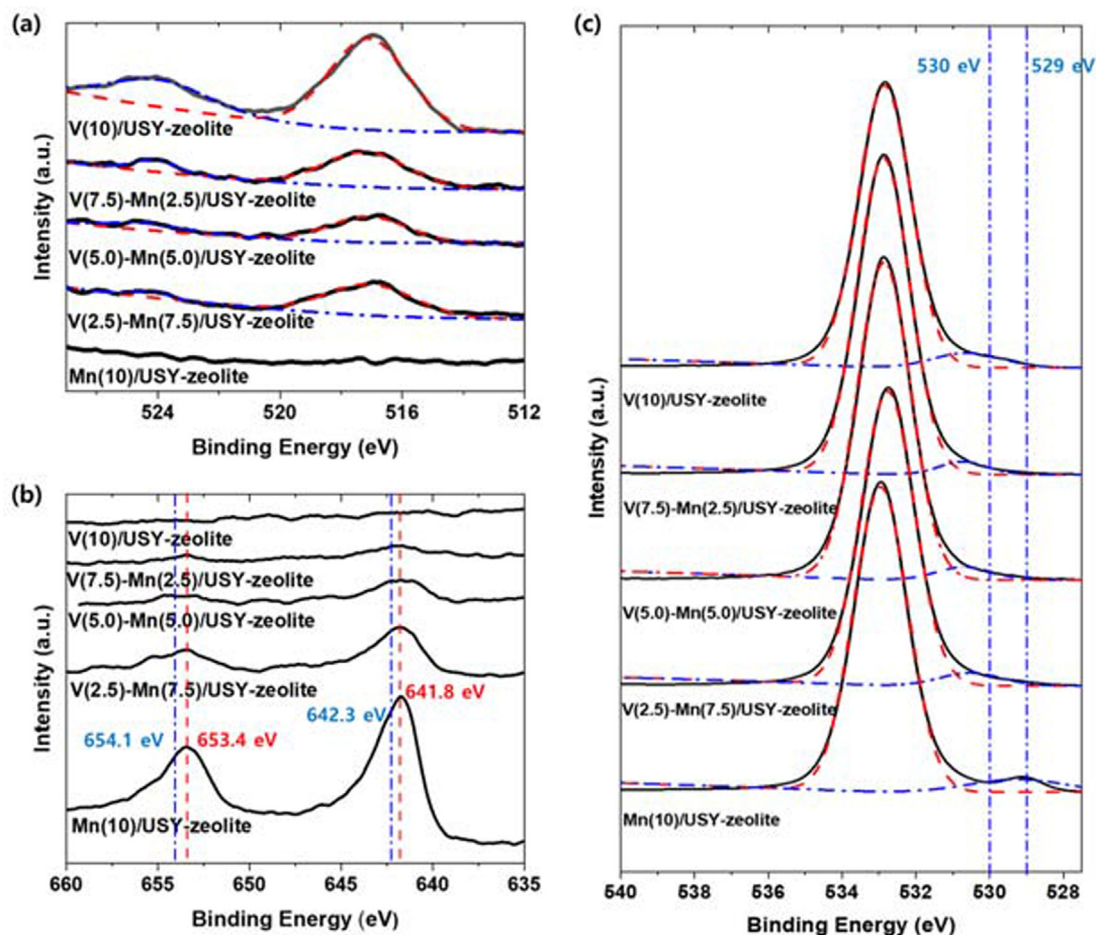 (a)
Intensity (a.u.)
V(10)/USY-zeolite
V(7.5)-Mn(2.5)/USY-zeolite
V(5.0)-Mn(5.0)/USY-zeolite
V(2.5)-Mn(7.5)/USY-zeolite
Mn(10)/USY-zeolite
524 520 516 512
Binding Energy (eV)
(b)
Intensity (a.u.)
V(10)/USY-zeolite
V(7.5)-Mn(2.5)/USY-zeolite
V(5.0)-Mn(5.0)/USY-zeolite
V(2.5)-Mn(7.5)/USY-zeolite
641.8 eV
642.3 eV
654.1 eV 653.4 eV
Mn(10)/USY-zeolite
660 655 650 645 640 635
Binding Energy (eV)
(c)
530 eV 529 eV
Intensity (a.u.)
V(10)/USY-zeolite
V(7.5)-Mn(2.5)/USY-zeolite
V(5.0)-Mn(5.0)/USY-zeolite
V(2.5)-Mn(7.5)/USY-zeolite
Mn(10)/USY-zeolite
540 538 536 534 532 530 528
Binding Energy (eV)